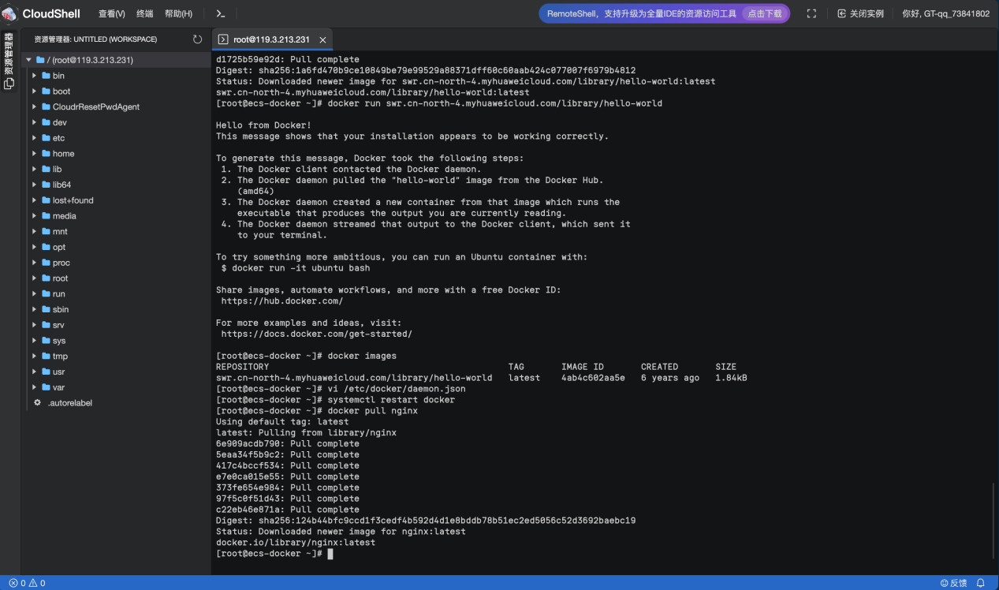 CloudShell 查看(V) 终端 帮助(H) RemoteShell，支持升级为全量IDE的资源访问工具 点击下载 关闭实例 你好, GT-qq_73841802
资源管理器
资源管理器: UNTITLED (WORKSPACE)
/ (root@119.3.213.231)
bin
boot
CloudrResetPwdAgent
dev
etc
home
lib
lib64
lost+found
media
mnt
opt
proc
root
run
sbin
srv
sys
tmp
usr
var
.autorelabel
root@119.3.213.231
d1725b59e92d: Pull complete
Digest: sha256:1a6fd470b9ce10849be79e99529a88371dff60c60aab424c077007f6979b4812
Status: Downloaded newer image for swr.cn-north-4.myhuaweicloud.com/library/hello-world:latest
swr.cn-north-4.myhuaweicloud.com/library/hello-world:latest
[root@ecs-docker ~]# docker run swr.cn-north-4.myhuaweicloud.com/library/hello-world
Hello from Docker!
This message shows that your installation appears to be working correctly.
To generate this message, Docker took the following steps:
1. The Docker client contacted the Docker daemon.
2. The Docker daemon pulled the "hello-world" image from the Docker Hub.
(amd64)
3. The Docker daemon created a new container from that image which runs the
executable that produces the output you are currently reading.
4. The Docker daemon streamed that output to the Docker client, which sent it
to your terminal.
To try something more ambitious, you can run an Ubuntu container with:
$ docker run -it ubuntu bash
Share images, automate workflows, and more with a free Docker ID:
https://hub.docker.com/
For more examples and ideas, visit:
https://docs.docker.com/get-started/
[root@ecs-docker ~]# docker images
REPOSITORY TAG IMAGE ID CREATED SIZE
swr.cn-north-4.myhuaweicloud.com/library/hello-world latest 4ab4c602aa5e 6 years ago 1.84kB
[root@ecs-docker ~]# vi /etc/docker/daemon.json
[root@ecs-docker ~]# systemctl restart docker
[root@ecs-docker ~]# docker pull nginx
Using default tag: latest
latest: Pulling from library/nginx
6e909acdb790: Pull complete
5eaa34f5b9c2: Pull complete
417c4bccf534: Pull complete
e7e0ca015e55: Pull complete
373fe654e984: Pull complete
97f5c0f51d43: Pull complete
c22eb46e871a: Pull complete
Digest: sha256:124b44bfc9ccd1f3cedf4b592d4d1e8bddb78b51ec2ed5056c52d3692baebc19
Status: Downloaded newer image for nginx:latest
docker.io/library/nginx:latest
[root@ecs-docker ~]#
0 0 反馈